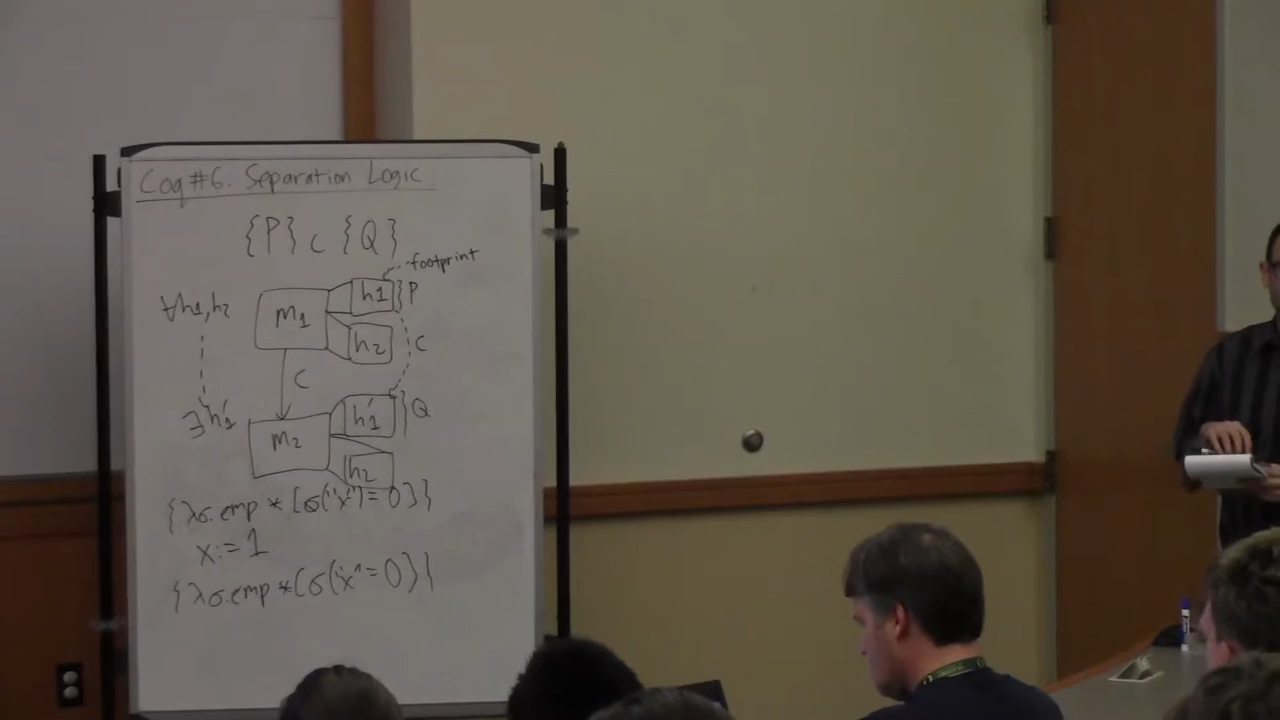 Coq #6. Separation Logic
{P} c {Q}
footprint
∀h1,h2
m1
h1
} P
h2
c
c
∃h1'
m2
h1'
} Q
h2
{λσ.emp * [σ("x")=0]}
x:=1
{λσ.emp*[σ("x"=0]}